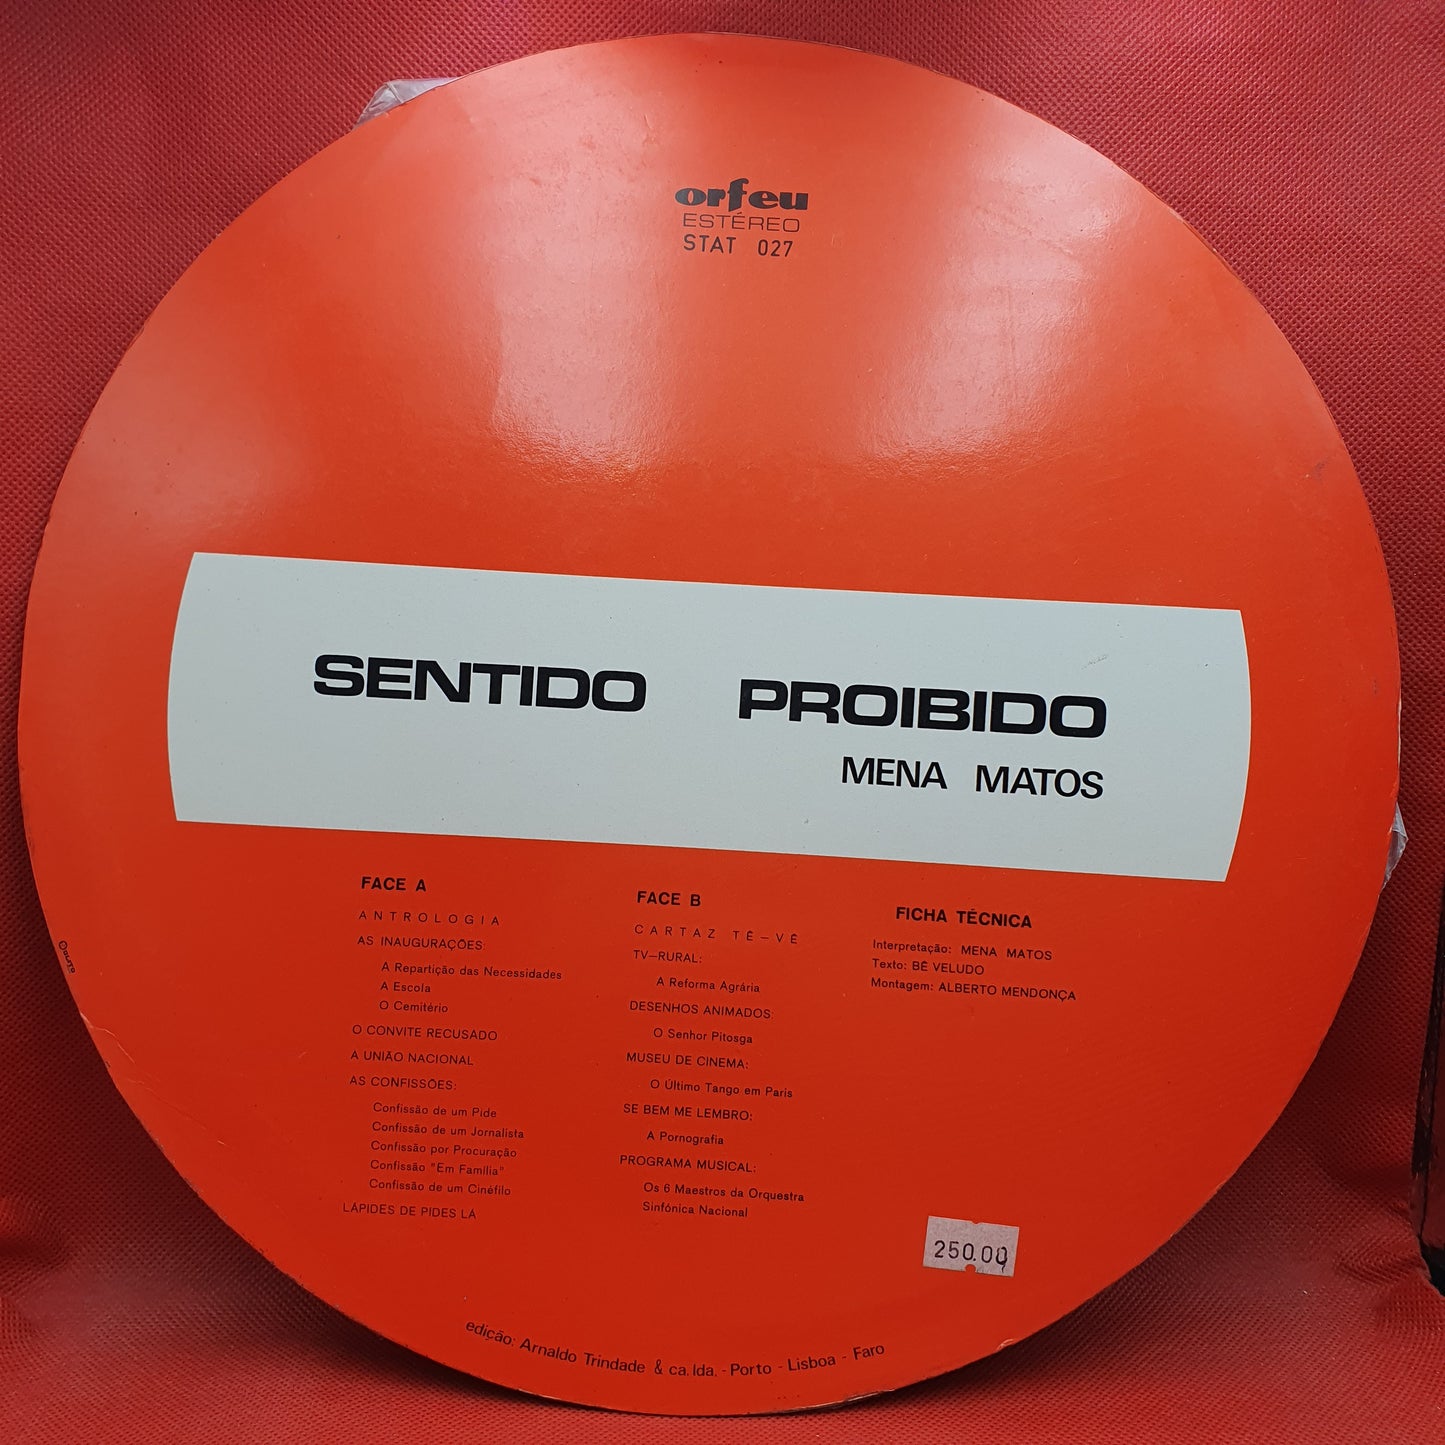 orfeu
ESTÉREO
STAT 027
SENTIDO PROIBIDO
MENA MATOS
FACE A
ANTROLOGIA
AS INAUGURAÇÕES:
A Repartição das Necessidades
A Escola
O Cemitério
O CONVITE RECUSADO
A UNIÃO NACIONAL
AS CONFISSÕES:
Confissão de um Pide
Confissão de um Jornalista
Confissão por Procuração
Confissão "Em Família"
Confissão de um Cinéfilo
LÁPIDES DE PIDES LÁ
FACE B
CARTAZ TÊ—VÊ
TV—RURAL:
A Reforma Agrária
DESENHOS ANIMADOS:
O Senhor Pitosga
MUSEU DE CINEMA:
O Último Tango em Paris
SE BEM ME LEMBRO:
A Pornografia
PROGRAMA MUSICAL:
Os 6 Maestros da Orquestra
Sinfónica Nacional
FICHA TÉCNICA
Interpretação: MENA MATOS
Texto: BÊ VELUDO
Montagem: ALBERTO MENDONÇA
250.00
edição: Arnaldo Trindade & ca. lda. - Porto - Lisboa - Faro